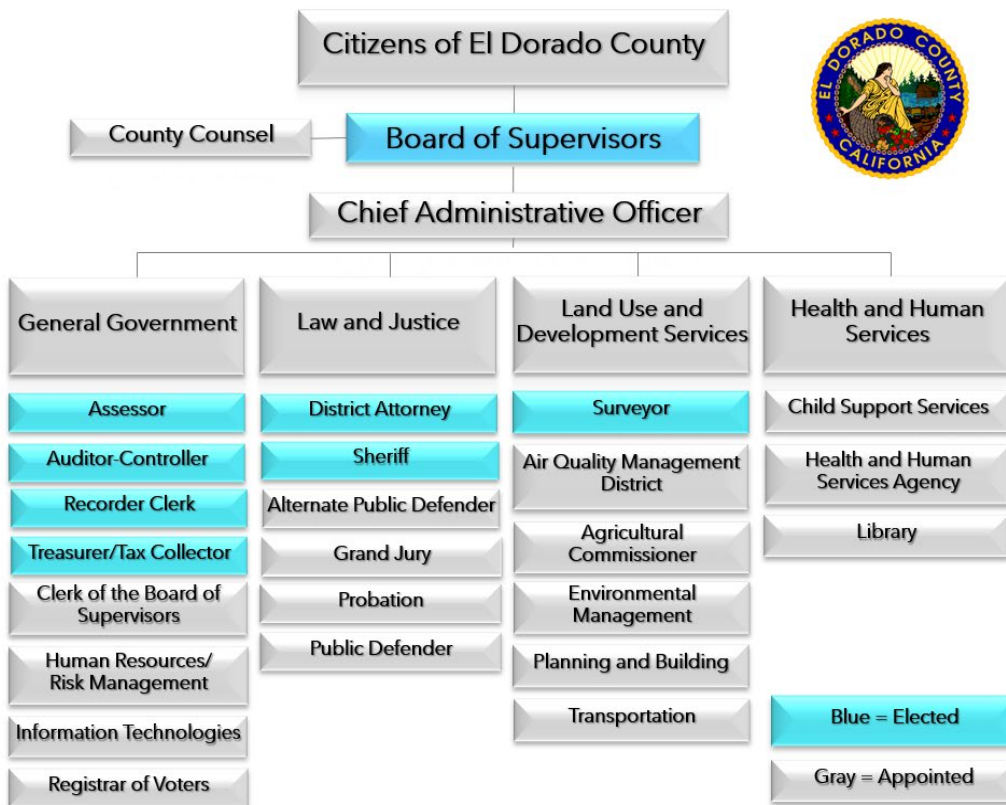 Citizens of El Dorado County
EL DORADO COUNTY
CALIFORNIA
County Counsel
Board of Supervisors
Chief Administrative Officer
General Government
Law and Justice
Land Use and
Development Services
Health and Human
Services
Assessor
Auditor-Controller
Recorder Clerk
Treasurer/Tax Collector
Clerk of the Board of
Supervisors
Human Resources/
Risk Management
Information Technologies
Registrar of Voters
District Attorney
Sheriff
Alternate Public Defender
Grand Jury
Probation
Public Defender
Surveyor
Air Quality Management
District
Agricultural
Commissioner
Environmental
Management
Planning and Building
Transportation
Child Support Services
Health and Human
Services Agency
Library
Blue = Elected
Gray = Appointed